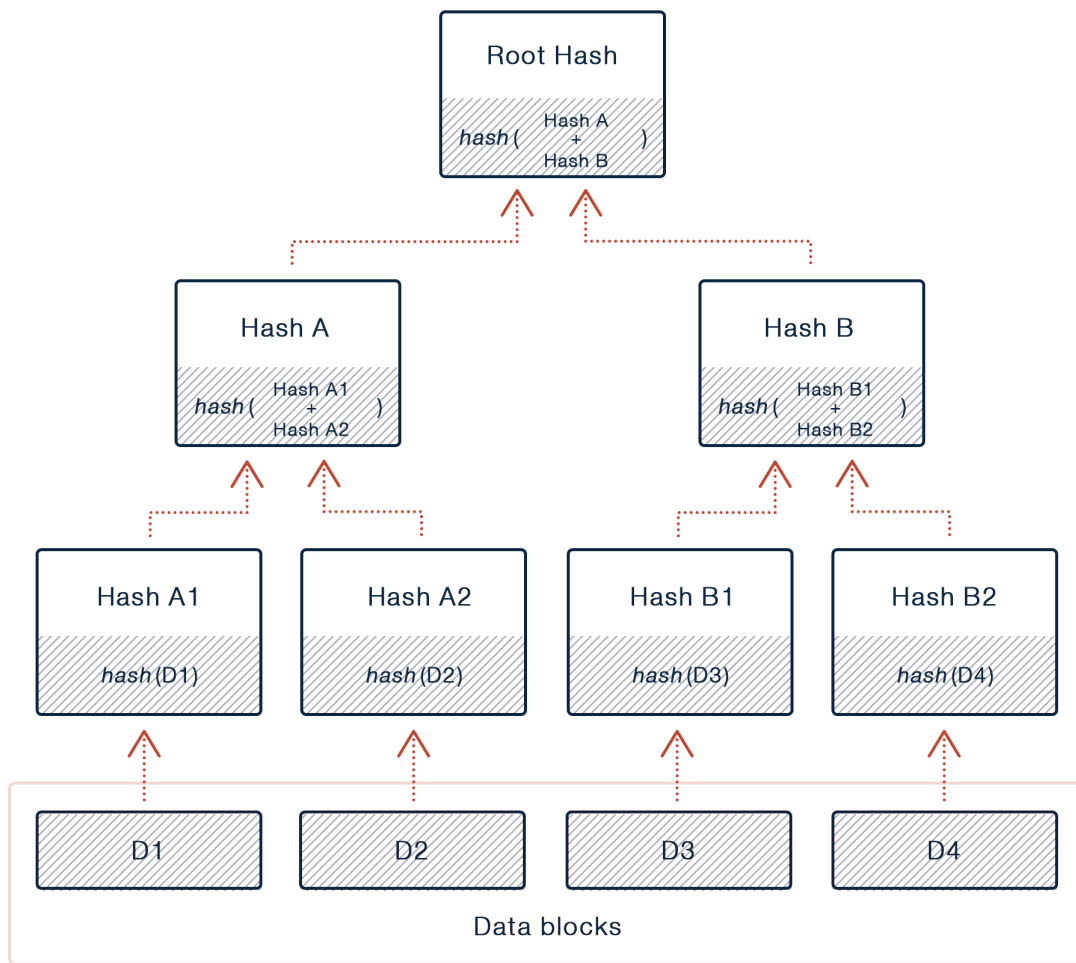 Root Hash
Hash A
hash( + )
Hash B
Hash A
Hash B
Hash A1
hash( + )
Hash A2
Hash B1
hash( + )
Hash B2
Hash A1
Hash A2
Hash B1
Hash B2
hash(D1)
hash(D2)
hash(D3)
hash(D4)
D1
D2
D3
D4
Data blocks